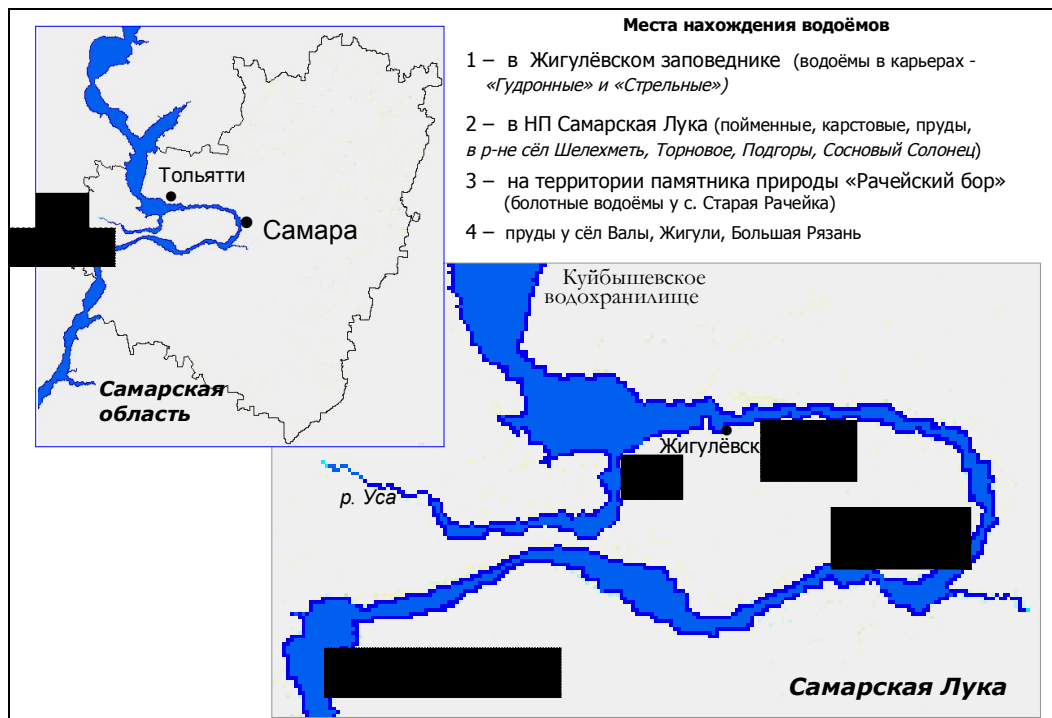 Места нахождения водоёмов
1 – в Жигулёвском заповеднике (водоёмы в карьерах -
«Гудронные» и «Стрельные»)
2 – в НП Самарская Лука (пойменные, карстовые, пруды,
в р-не сёл Шелехметь, Торновое, Подгоры, Сосновый Солонец)
3 – на территории памятника природы «Рачейский бор»
(болотные водоёмы у с. Старая Рачейка)
4 – пруды у сёл Валы, Жигули, Большая Рязань
Тольятти
Самара
Самарская
область
Куйбышевское
водохранилище
Жигулёвск
р. Уса
Самарская Лука